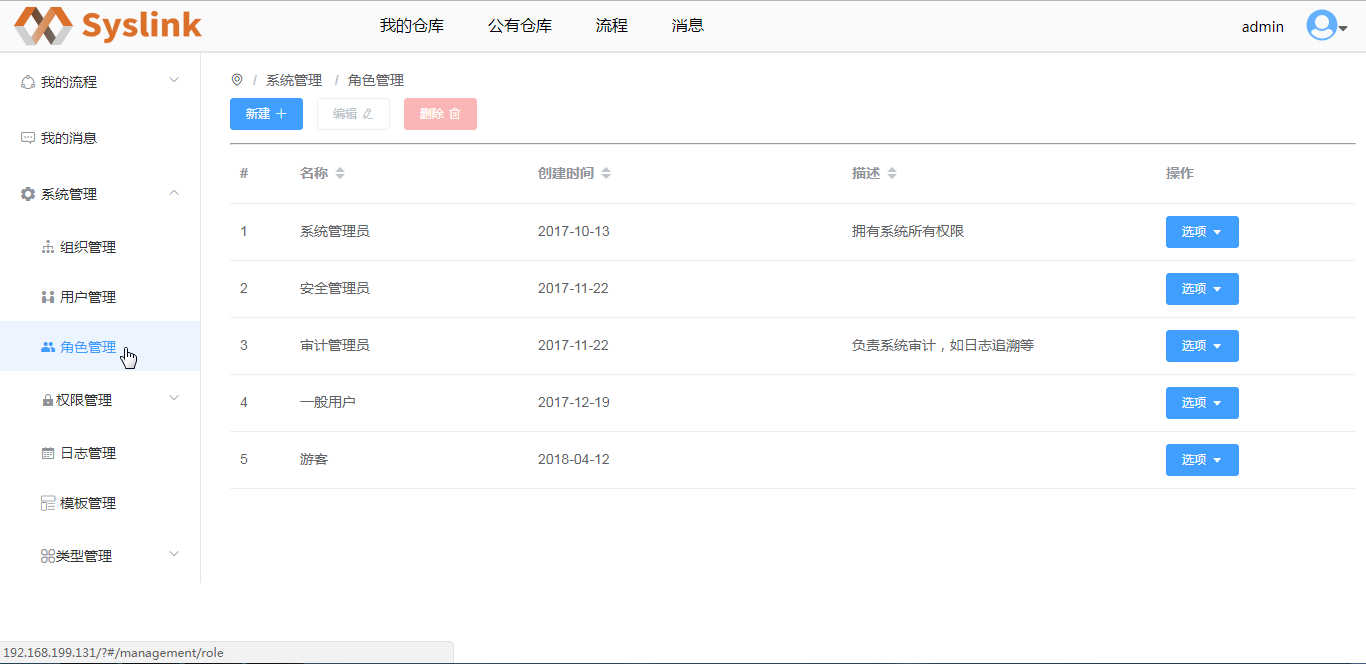 Syslink
我的仓库 公有仓库 流程 消息 admin
我的流程
我的消息
系统管理
组织管理
用户管理
角色管理
权限管理
日志管理
模板管理
类型管理
/ 系统管理 / 角色管理
新建 编辑 删除
# 名称 创建时间 描述 操作
1 系统管理员 2017-10-13 拥有系统所有权限 选项
2 安全管理员 2017-11-22 选项
3 审计管理员 2017-11-22 负责系统审计，如日志追溯等 选项
4 一般用户 2017-12-19 选项
5 游客 2018-04-12 选项
192.168.199.131/?#/management/role